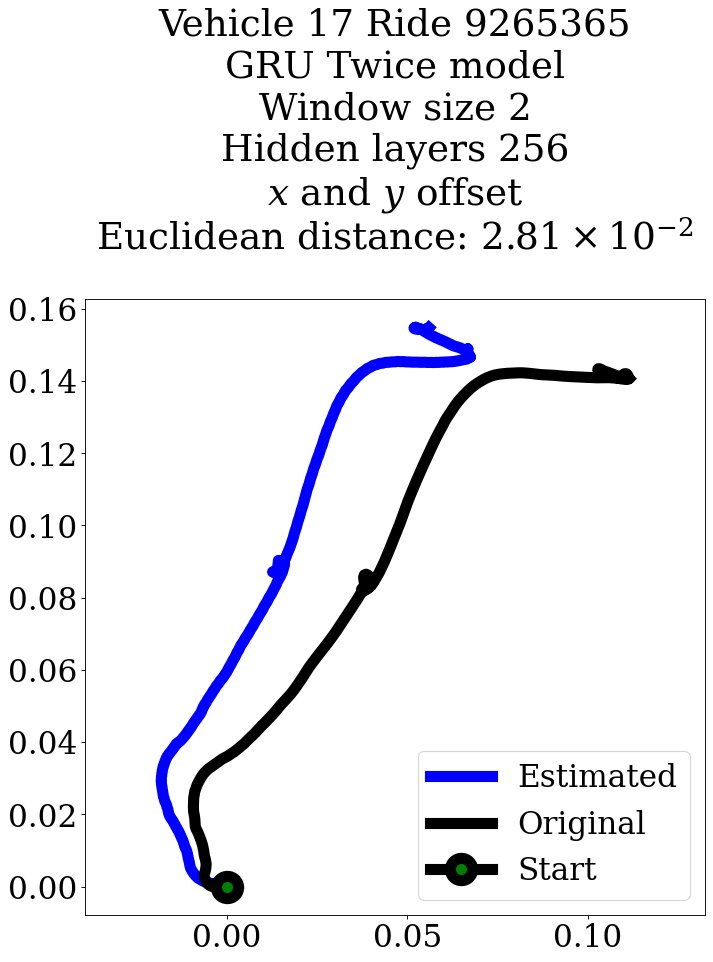 Vehicle 17 Ride 9265365
GRU Twice model
Window size 2
Hidden layers 256
x and y offset
Euclidean distance: 2.81 × 10⁻²
0.16
0.14
0.12
0.10
0.08
0.06
0.04
0.02
0.00
Estimated
Original
Start
0.00 0.05 0.10